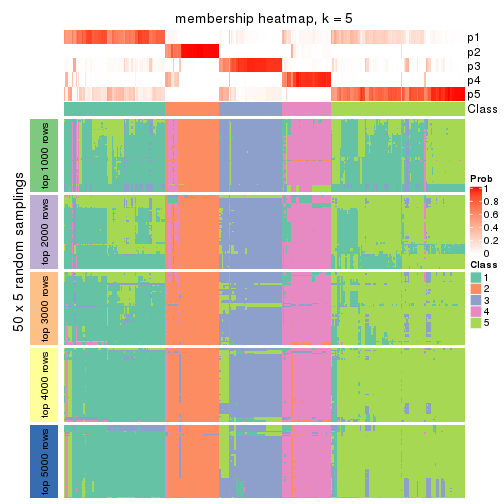 membership heatmap, k = 5
p1
p2
p3
p4
p5
Class
50 x 5 random samplings
top 1000 rows
top 2000 rows
top 3000 rows
top 4000 rows
top 5000 rows
Prob
1
0.8
0.6
0.4
0.2
0
Class
1
2
3
4
5